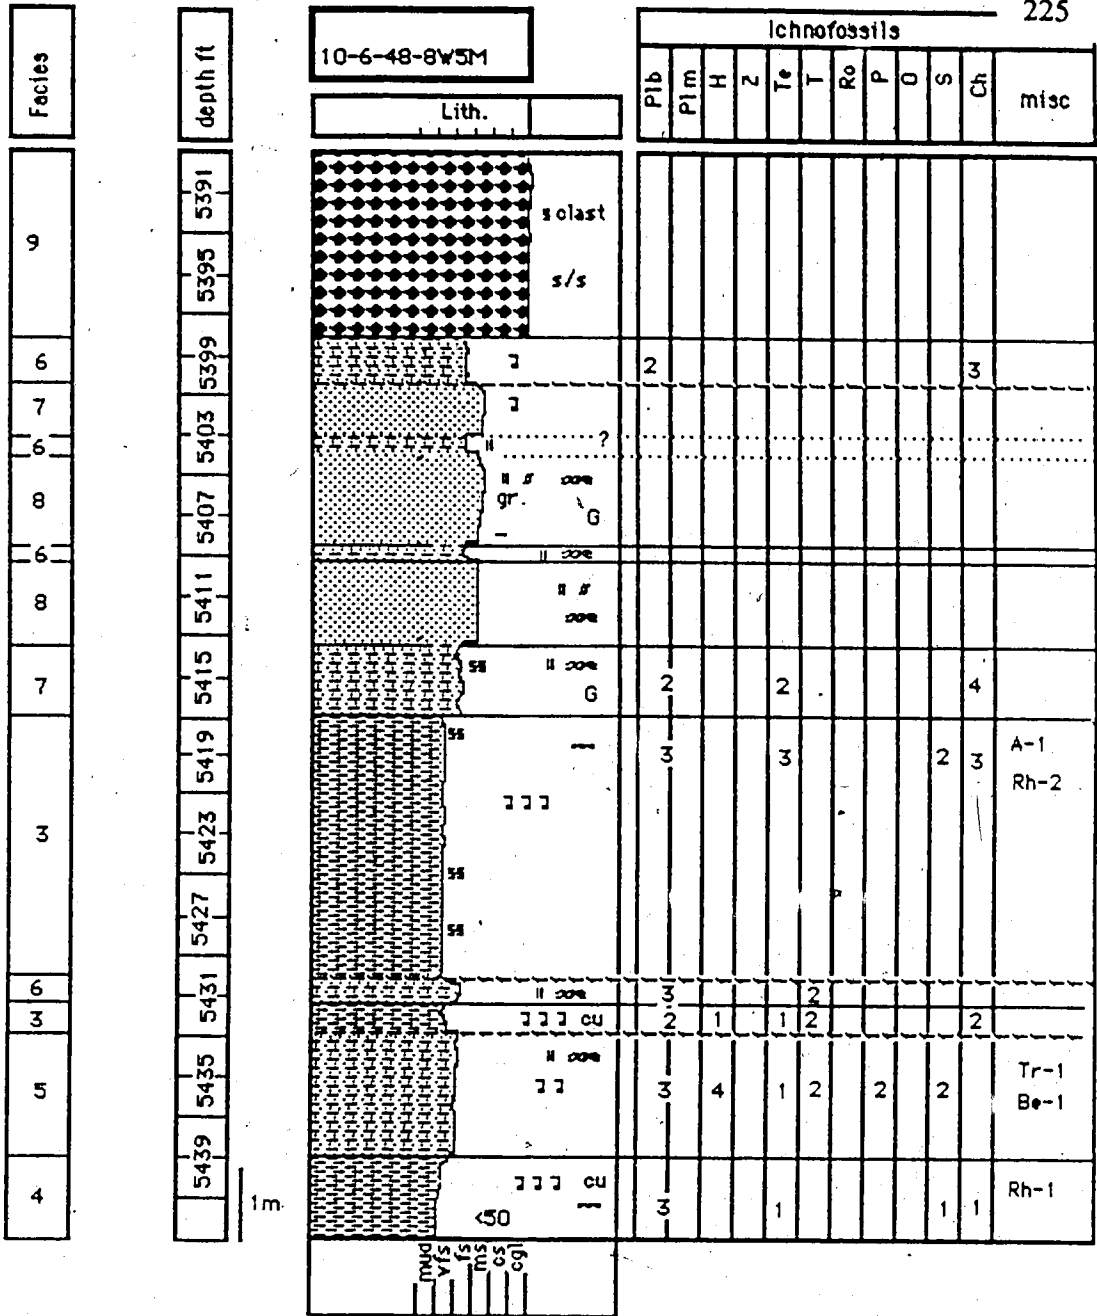 225
Facies
depth ft
10-6-48-8W5M
Lith.
Ichnofossils
Plb Plm H Z Te T Ro P O S Ch misc
5391
s clast
9
5395
s/s
6 5399 2 3
7
5403
6 ?
8
gr.
5407 G
6
5411
8
7 5415 G 2 2 4
5419 3 3 2 3 A-1
Rh-2
3 5423
5427
6 5431 3 2
3 cu 2 1 1 2 2
5435 Tr-1
5 3 4 1 2 2 2 Be-1
5439
cu Rh-1
4 1m <50 3 1 1 1
mud vfs fs ms cs cgl